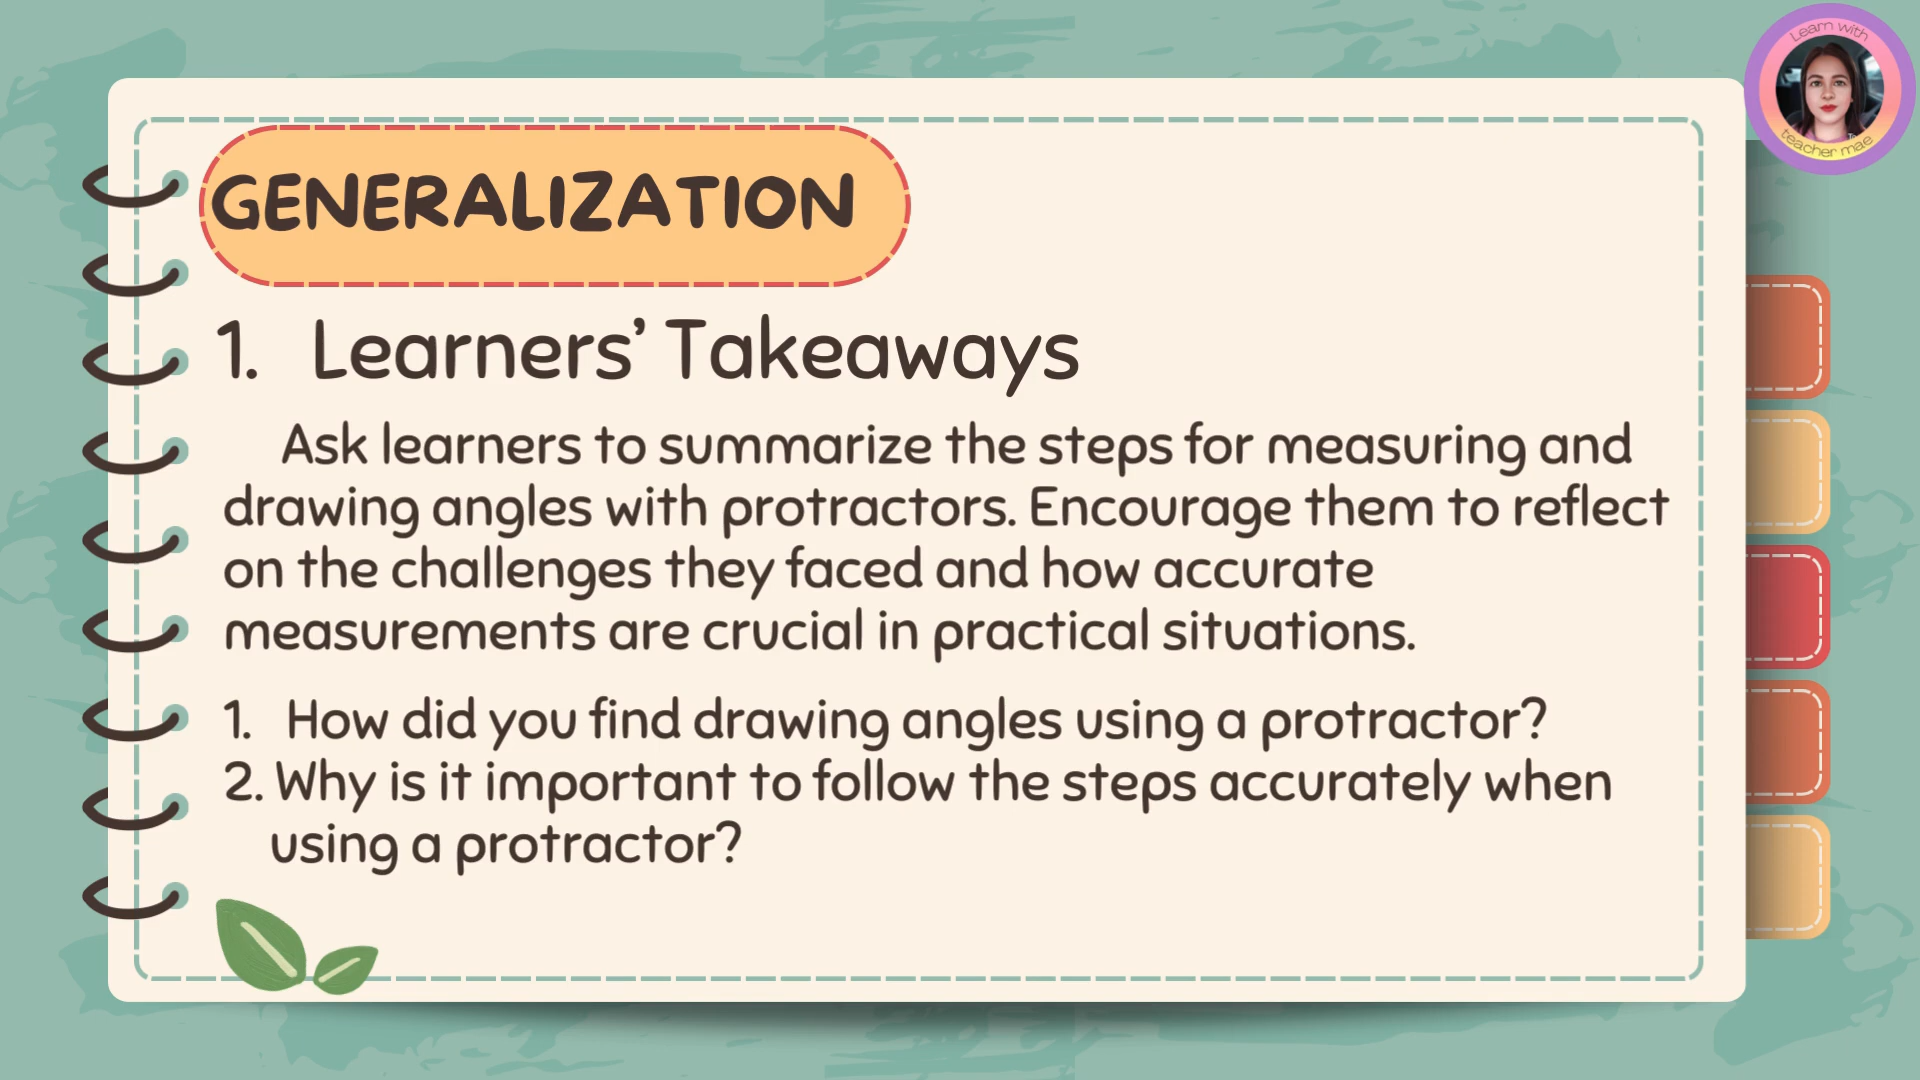 Learn with
teacher mae
GENERALIZATION
1. Learners’ Takeaways
Ask learners to summarize the steps for measuring and
drawing angles with protractors. Encourage them to reflect
on the challenges they faced and how accurate
measurements are crucial in practical situations.
1. How did you find drawing angles using a protractor?
2. Why is it important to follow the steps accurately when
using a protractor?